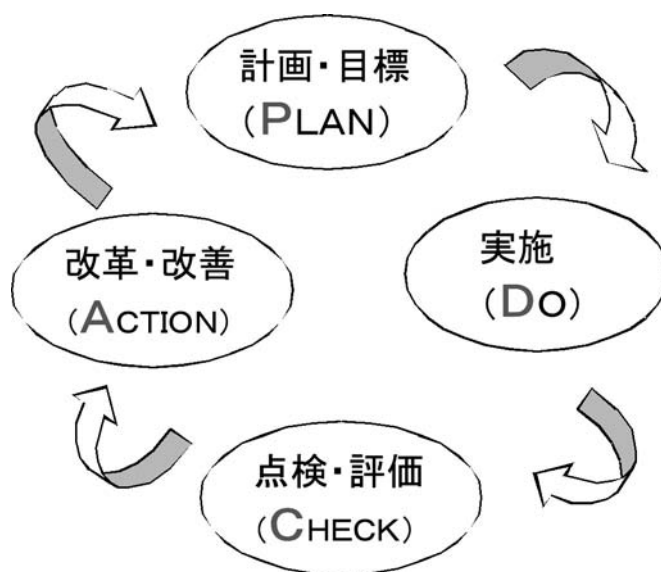 計画・目標
（PLAN）
実施
（DO）
点検・評価
（CHECK）
改革・改善
（ACTION）